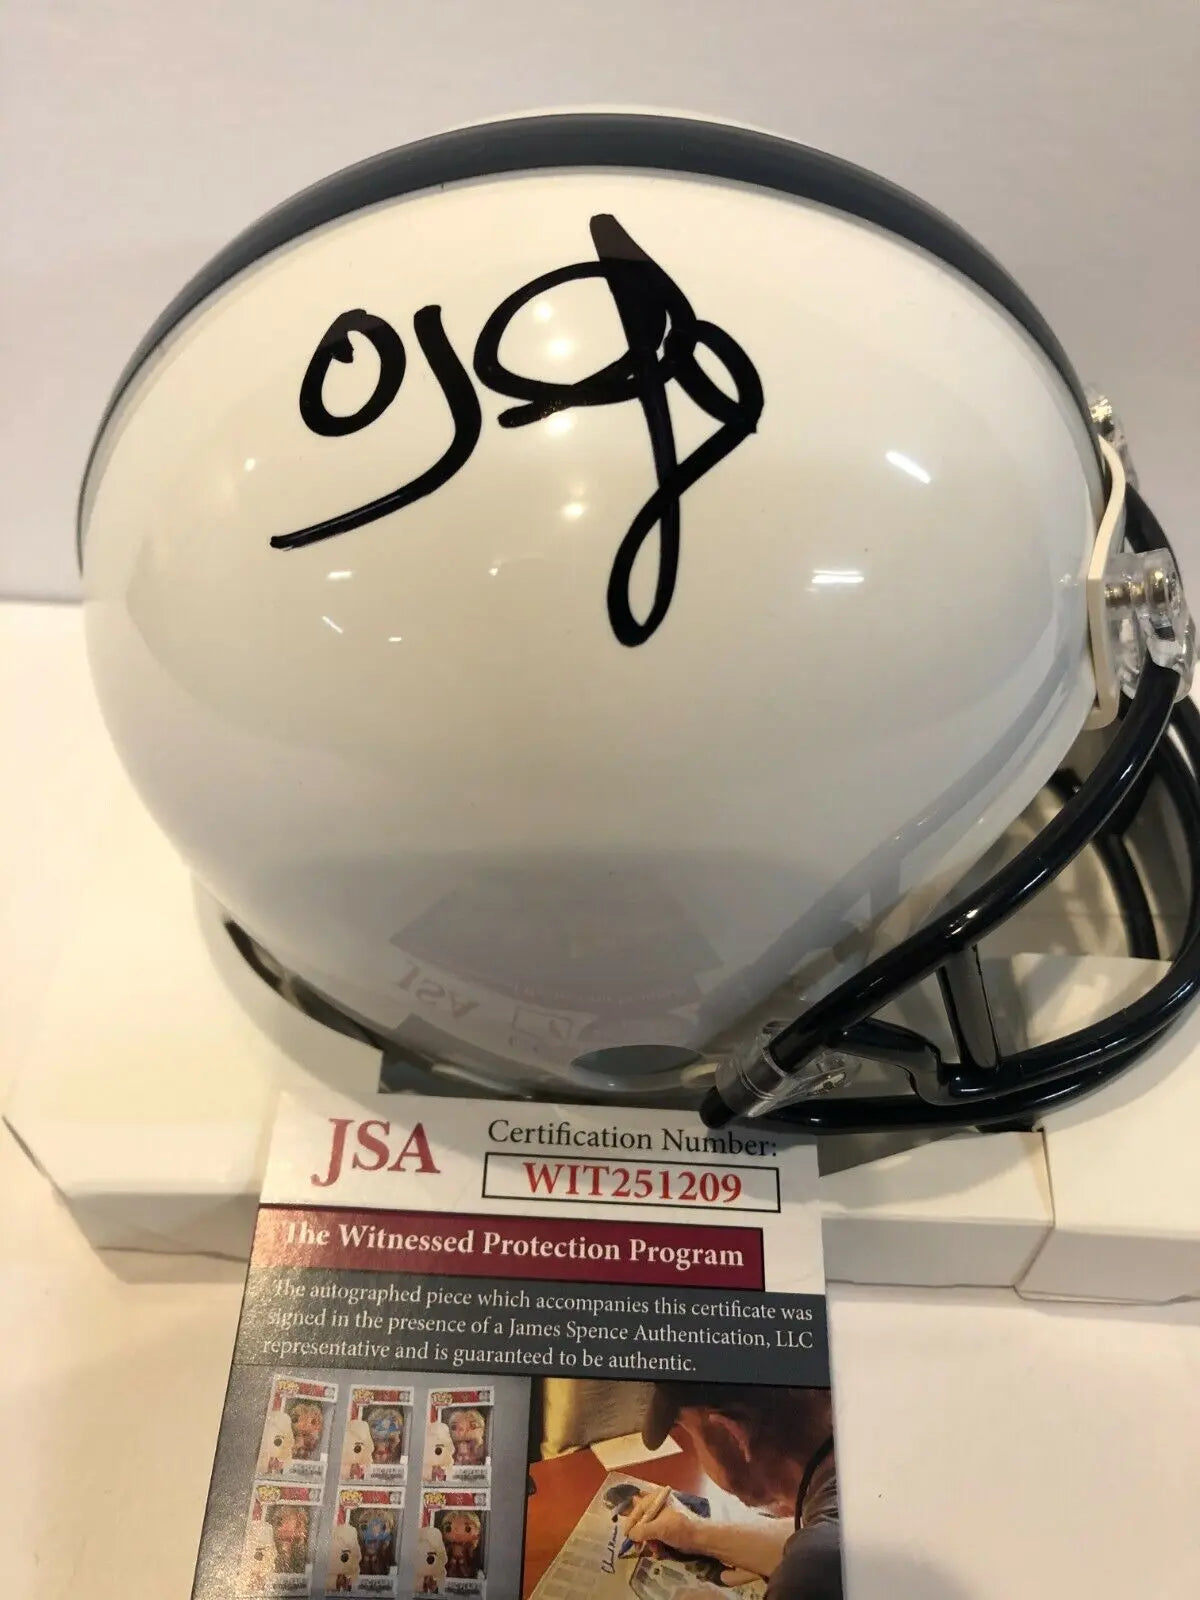 OJ
JSA
Certification Number:
WIT251209
The Witnessed Protection Program
The autographed piece which accompanies this certificate was
signed in the presence of a James Spence Authentication, LLC
representative and is guaranteed to be authentic.